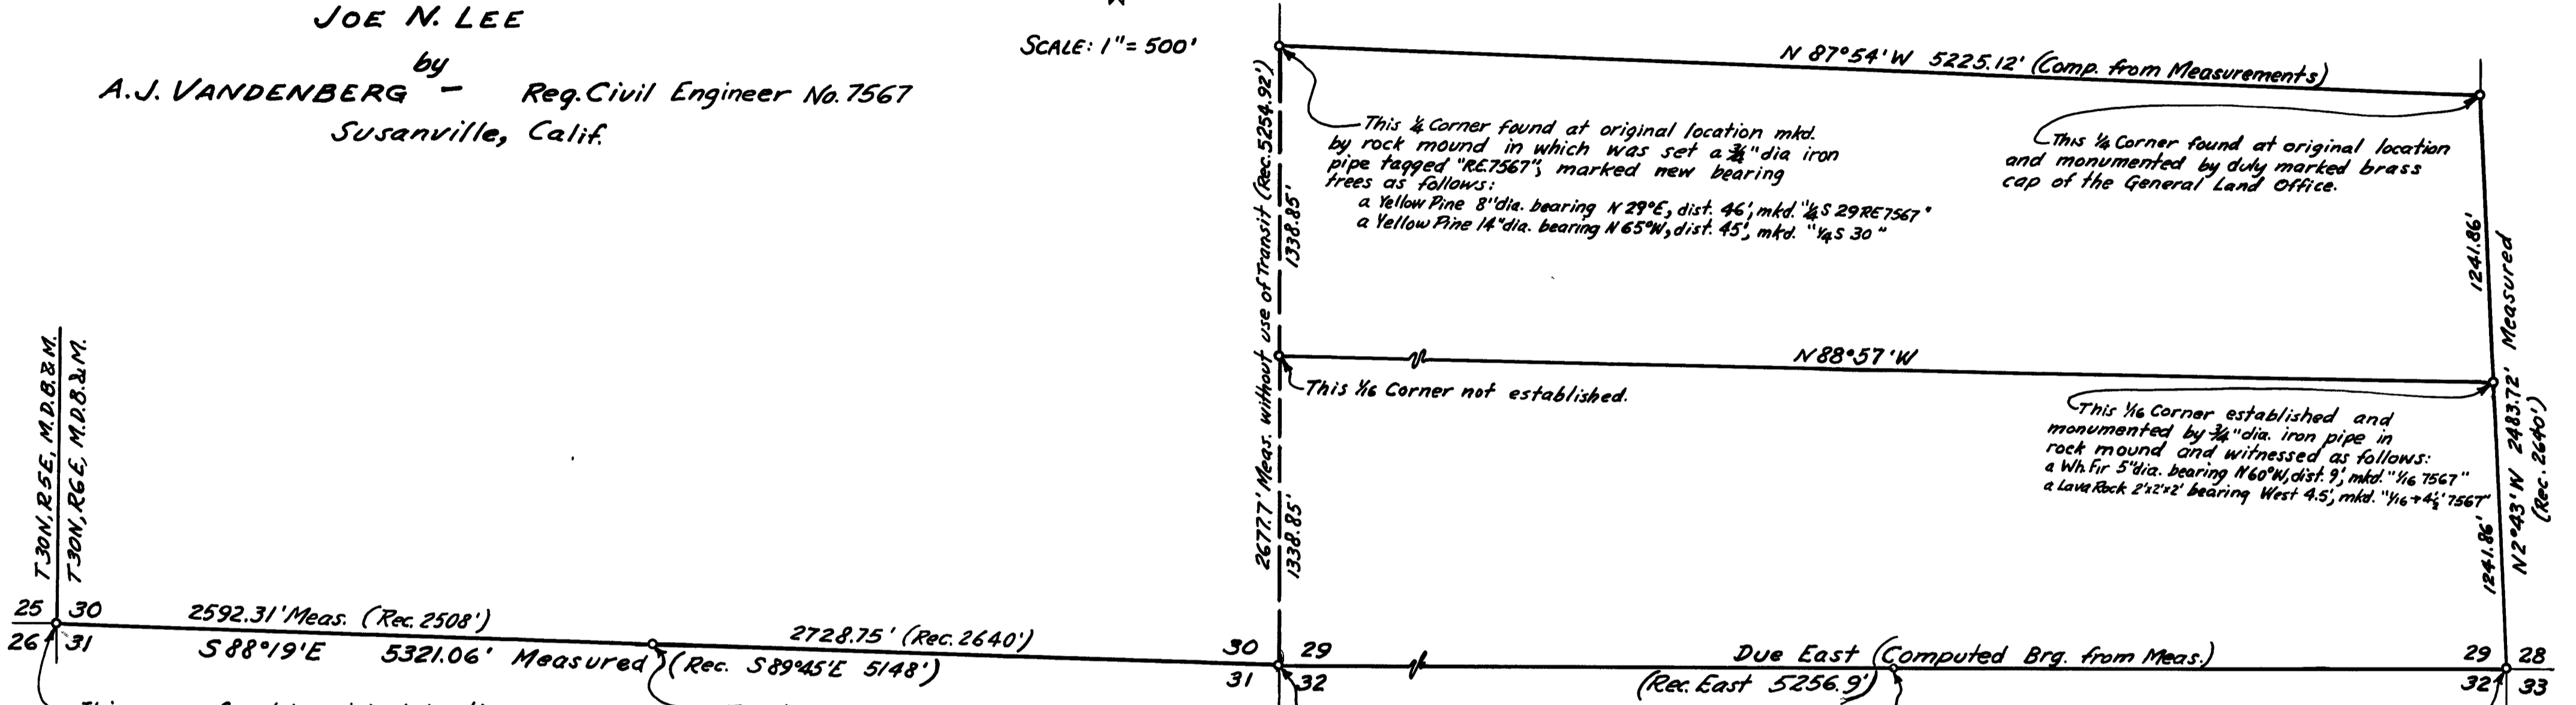 JOE N. LEE
by
A.J. VANDENBERG - Reg. Civil Engineer No. 7567
Susanville, Calif.
SCALE: 1" = 500'
N 87°54' W 5225.12' (Comp. from Measurements)
This 1/4 Corner found at original location mkd.
by rock mound in which was set a 3/4" dia iron
pipe tagged "RE7567"; marked new bearing
trees as follows:
a Yellow Pine 8" dia. bearing N 29°E, dist. 46', mkd. "1/4 S 29 RE 7567"
a Yellow Pine 14" dia. bearing N 65°W, dist. 45', mkd. "1/4 S 30"
This 1/4 Corner found at original location
and monumented by duly marked brass
cap of the General Land Office.
2677.7' Meas. without use of Transit (Rec. 5254.92')
1338.85'
1338.85'
1241.86'
1241.86'
N 2°43' W 2483.72' Measured
(Rec. 2640')
N 88°57' W
This 1/16 Corner not established.
This 1/16 Corner established and
monumented by 3/4" dia. iron pipe in
rock mound and witnessed as follows:
a Wh. Fir 5" dia. bearing N 60° W, dist. 9', mkd. "1/16 7567"
a Lava Rock 2'x2'x2' bearing West 4.5', mkd. "1/16 + 4 1/2' 7567"
T30N, R5E, M.D.B.&M.
T30N, R6E, M.D.B.&M.
25 30
26 31
2592.31' Meas. (Rec. 2508')
2728.75' (Rec. 2640')
S 88°19' E 5321.06' Measured (Rec. S 89°45' E 5148')
30 29
31 32
Due East (Computed Brg. from Meas.)
(Rec. East 5256.9')
29 28
32 33